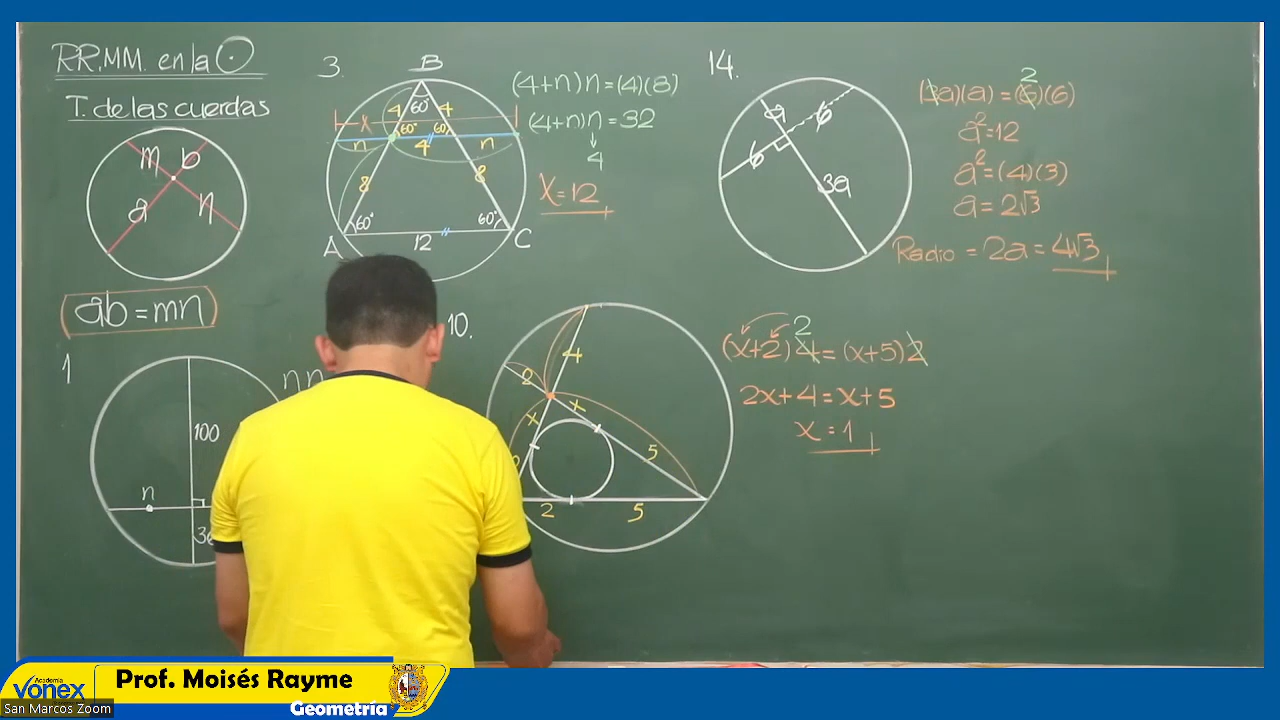 RR.MM. en la
T. de las cuerdas
m b
a n
ab = mn
1
100
n
3.
B
60°
4 4
x
60° 60°
n 4 n
8 8
60° 60°
A 12 C
(4+n)n=(4)(8)
(4+n)n=32
4
x=12
10.
4
2
x x
5
2 5
2
(x+2)4=(x+5)2
2x+4=x+5
x=1
14.
a 6
6
3a
2
(3a)(a)=(6)(6)
a²=12
a²=(4)(3)
a=2√3
Radio = 2a = 4√3
Academia
VONEX
San Marcos Zoom
Prof. Moisés Rayme
Geometría